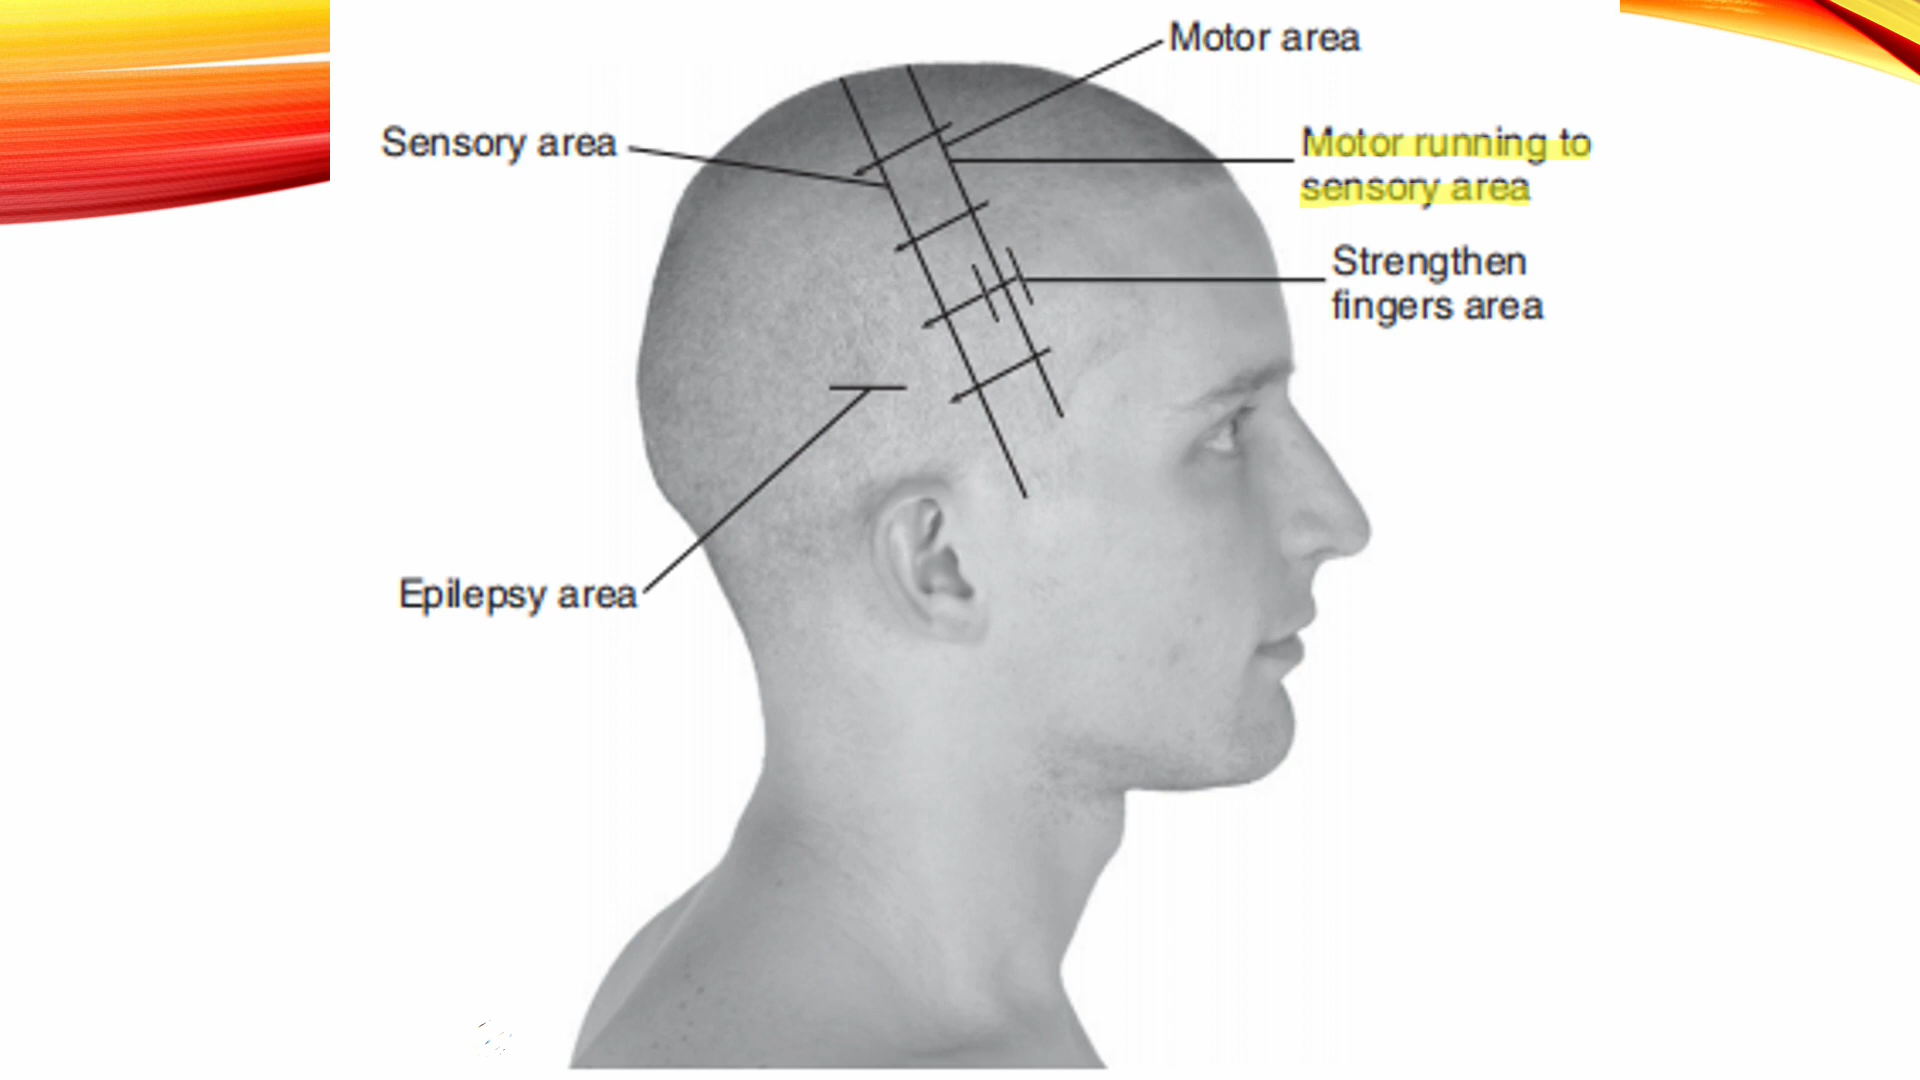 Motor area
Sensory area
Motor running to
sensory area
Strengthen
fingers area
Epilepsy area